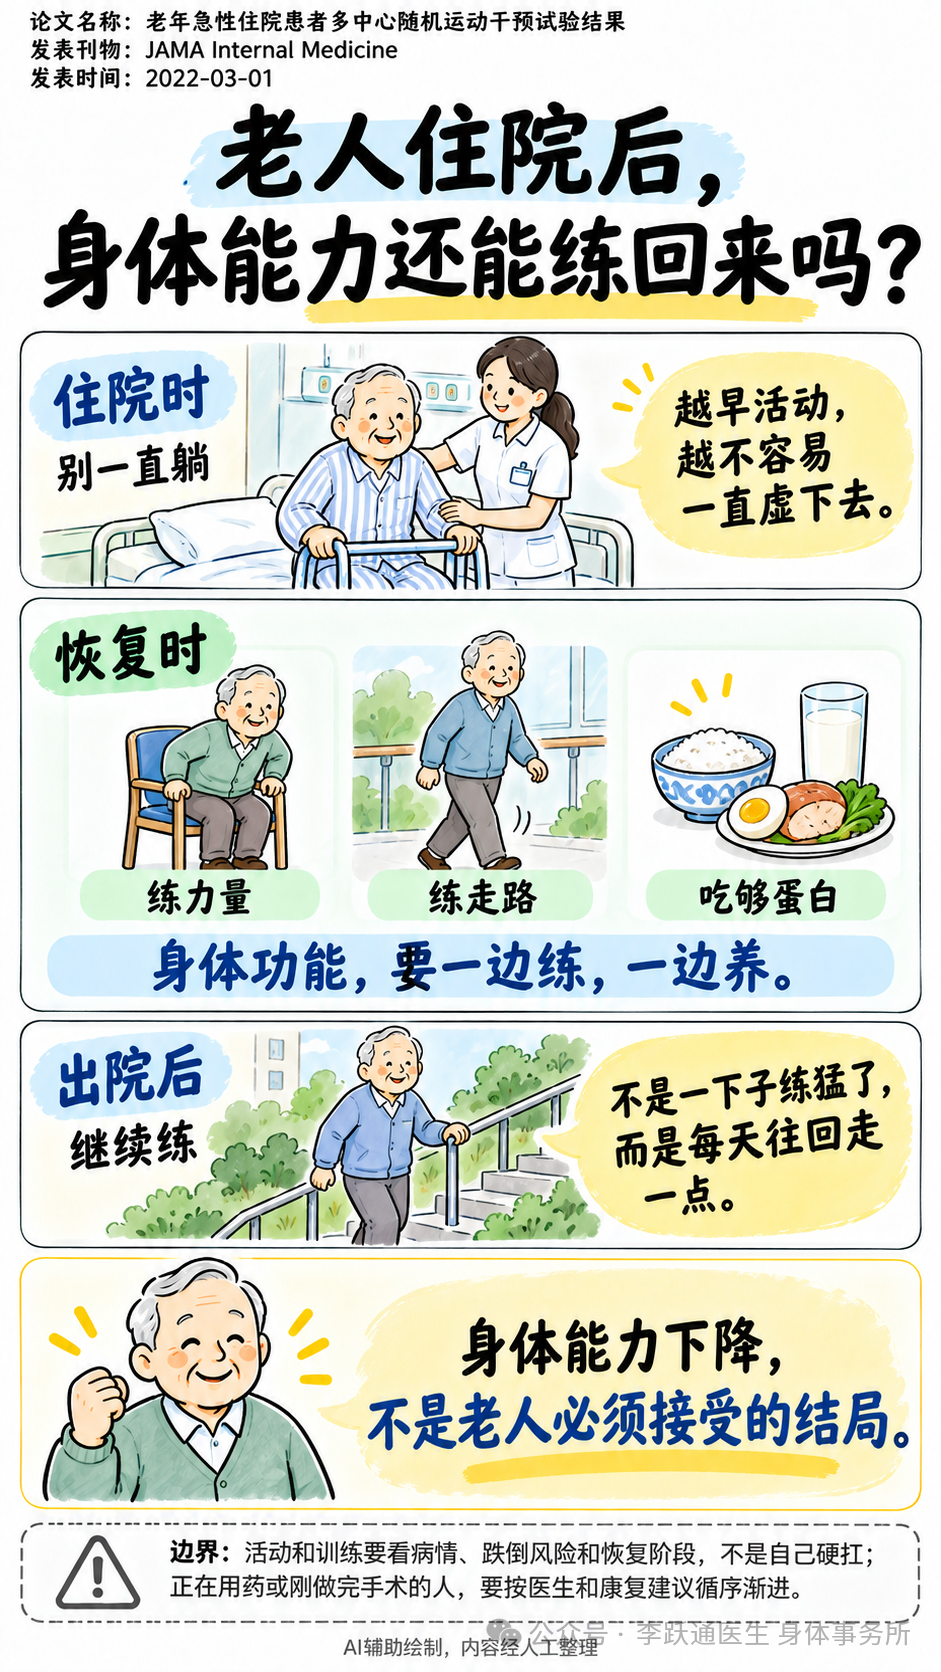 论文名称：老年急性住院患者多中心随机运动干预试验结果
发表刊物：JAMA Internal Medicine
发表时间：2022-03-01
老人住院后，
身体能力还能练回来吗？
住院时
别一直躺
越早活动，
越不容易
一直虚下去。
恢复时
练力量
练走路
吃够蛋白
身体功能，要一边练，一边养。
出院后
继续练
不是一下子练猛了，
而是每天往回走
一点。
身体能力下降，
不是老人必须接受的结局。
边界：活动和训练要看病情、跌倒风险和恢复阶段，不是自己硬扛；
正在用药或刚做完手术的人，要按医生和康复建议循序渐进。
公众号·李跃通医生 身体事务所
AI辅助绘制，内容经人工整理